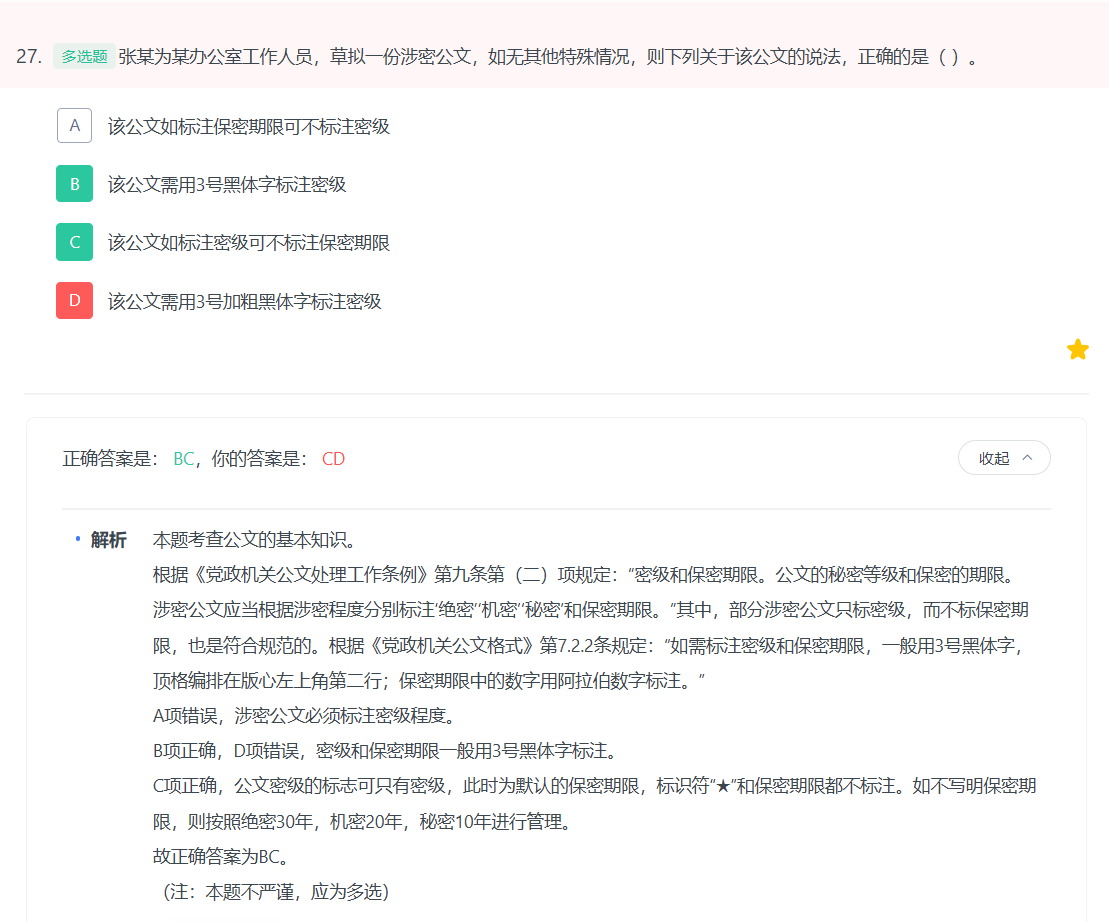 27. 多选题 张某为某办公室工作人员，草拟一份涉密公文，如无其他特殊情况，则下列关于该公文的说法，正确的是（ ）。
A 该公文如标注保密期限可不标注密级
B 该公文需用3号黑体字标注密级
C 该公文如标注密级可不标注保密期限
D 该公文需用3号加粗黑体字标注密级
正确答案是： BC，你的答案是： CD
收起
解析 本题考查公文的基本知识。
根据《党政机关公文处理工作条例》第九条第（二）项规定：“密级和保密期限。公文的秘密等级和保密的期限。
涉密公文应当根据涉密程度分别标注‘绝密’‘机密’‘秘密’和保密期限。”其中，部分涉密公文只标密级，而不标保密期
限，也是符合规范的。根据《党政机关公文格式》第7.2.2条规定：“如需标注密级和保密期限，一般用3号黑体字，
顶格编排在版心左上角第二行；保密期限中的数字用阿拉伯数字标注。”
A项错误，涉密公文必须标注密级程度。
B项正确，D项错误，密级和保密期限一般用3号黑体字标注。
C项正确，公文密级的标志可只有密级，此时为默认的保密期限，标识符“★”和保密期限都不标注。如不写明保密期
限，则按照绝密30年，机密20年，秘密10年进行管理。
故正确答案为BC。
（注：本题不严谨，应为多选）